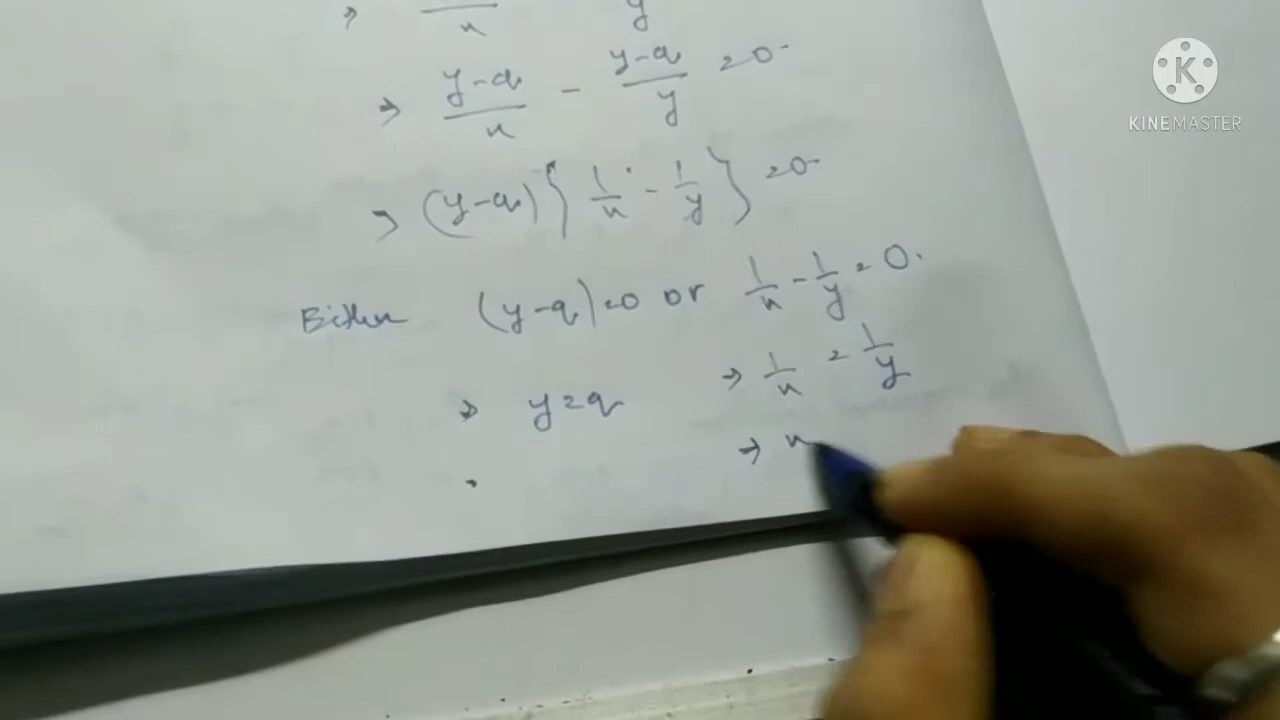 ⇒ — x y
⇒ (y-q)/x - (y-q)/y = 0
⇒ (y-q) { 1/x - 1/y } = 0
Either (y-q) = 0 or 1/x - 1/y = 0.
⇒ y = q ⇒ 1/x = 1/y
⇒ x
K
KINEMASTER